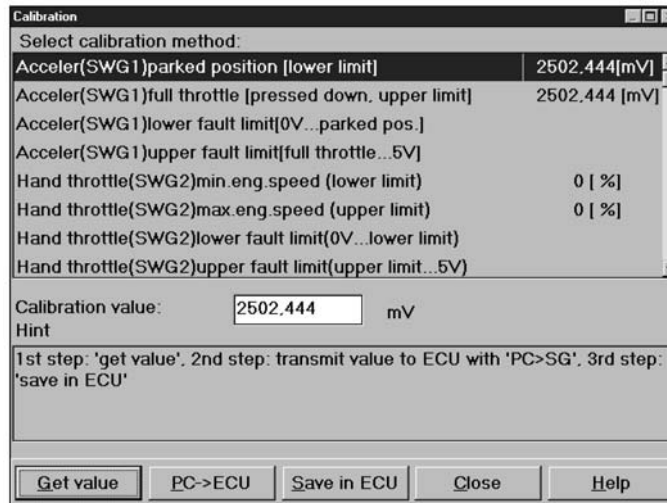 Calibration
Select calibration method:
Acceler(SWG1)parked position [lower limit] 2502,444[mV]
Acceler(SWG1)full throttle [pressed down, upper limit] 2502,444 [mV]
Acceler(SWG1)lower fault limit[0V...parked pos.]
Acceler(SWG1)upper fault limit[full throttle...5V]
Hand throttle(SWG2)min.eng.speed (lower limit) 0 [ %]
Hand throttle(SWG2)max.eng.speed (upper limit) 0 [ %]
Hand throttle(SWG2)lower fault limit(0V...lower limit)
Hand throttle(SWG2)upper fault limit(upper limit...5V)
Calibration value: 2502,444 mV
Hint
1st step: 'get value', 2nd step: transmit value to ECU with 'PC>SG', 3rd step:
'save in ECU'
Get value PC->ECU Save in ECU Close Help